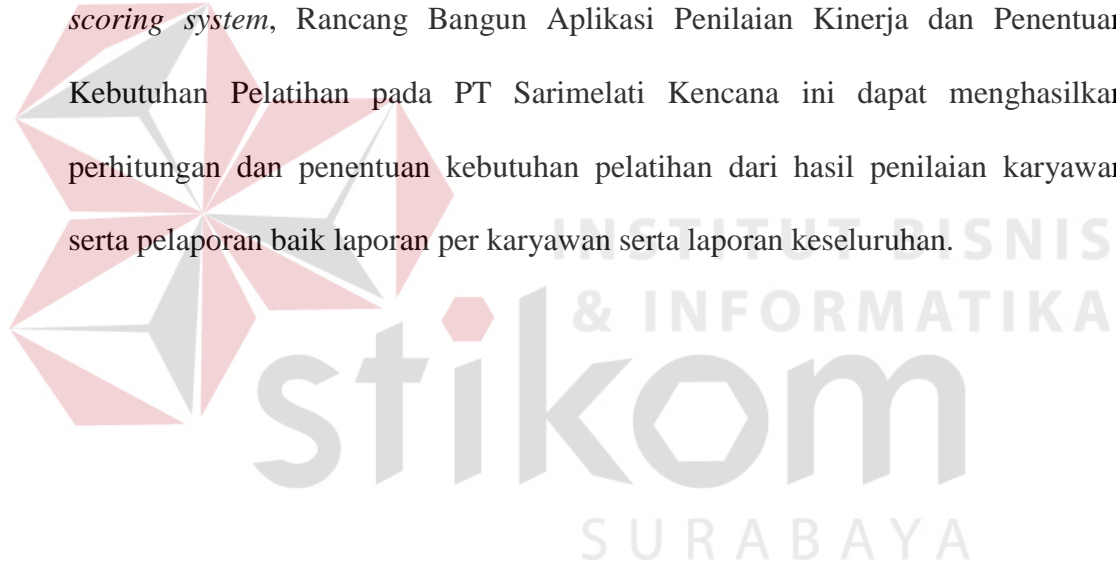 scoring system, Rancang Bangun Aplikasi Penilaian Kinerja dan Penentuan
Kebutuhan Pelatihan pada PT Sarimelati Kencana ini dapat menghasilkan
perhitungan dan penentuan kebutuhan pelatihan dari hasil penilaian karyawan
serta pelaporan baik laporan per karyawan serta laporan keseluruhan.
INSTITUT BISNIS
& INFORMATIKA
stikom
SURABAYA